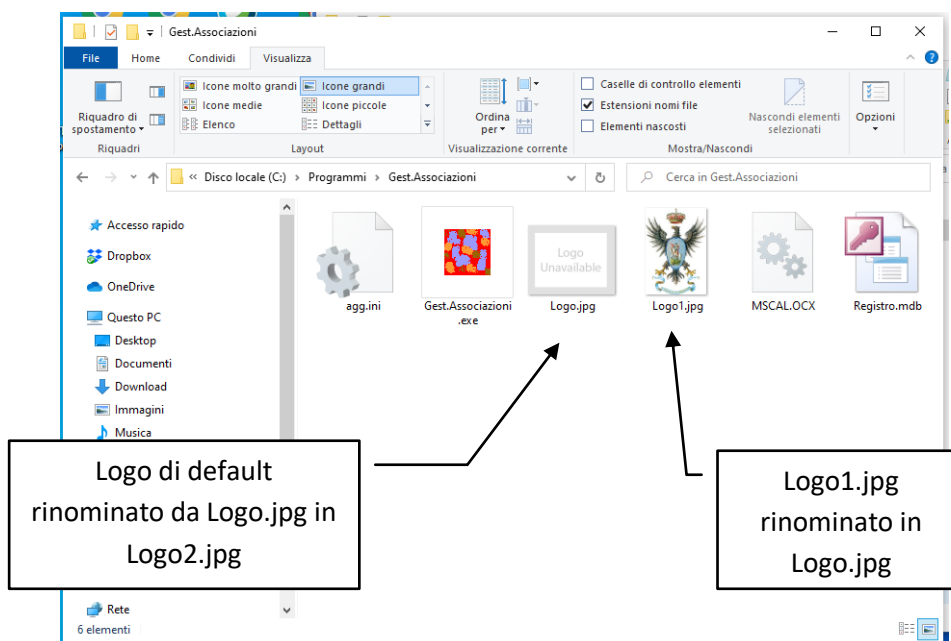 Gest.Associazioni
File Home Condividi Visualizza
Riquadro di
spostamento
Icone molto grandi Icone grandi
Icone medie Icone piccole
Elenco Dettagli
Ordina
per
Caselle di controllo elementi
Estensioni nomi file
Elementi nascosti
Nascondi elementi
selezionati
Opzioni
Riquadri Layout Visualizzazione corrente Mostra/Nascondi
« Disco locale (C:) › Programmi › Gest.Associazioni
Cerca in Gest.Associazioni
Accesso rapido
Dropbox
OneDrive
Questo PC
Desktop
Documenti
Download
Immagini
Musica
Rete
Logo
Unavailable
agg.ini
Gest.Associazioni
.exe
Logo.jpg
Logo1.jpg
MSCAL.OCX
Registro.mdb
Logo di default
rinominato da Logo.jpg in
Logo2.jpg
Logo1.jpg
rinominato in
Logo.jpg
6 elementi